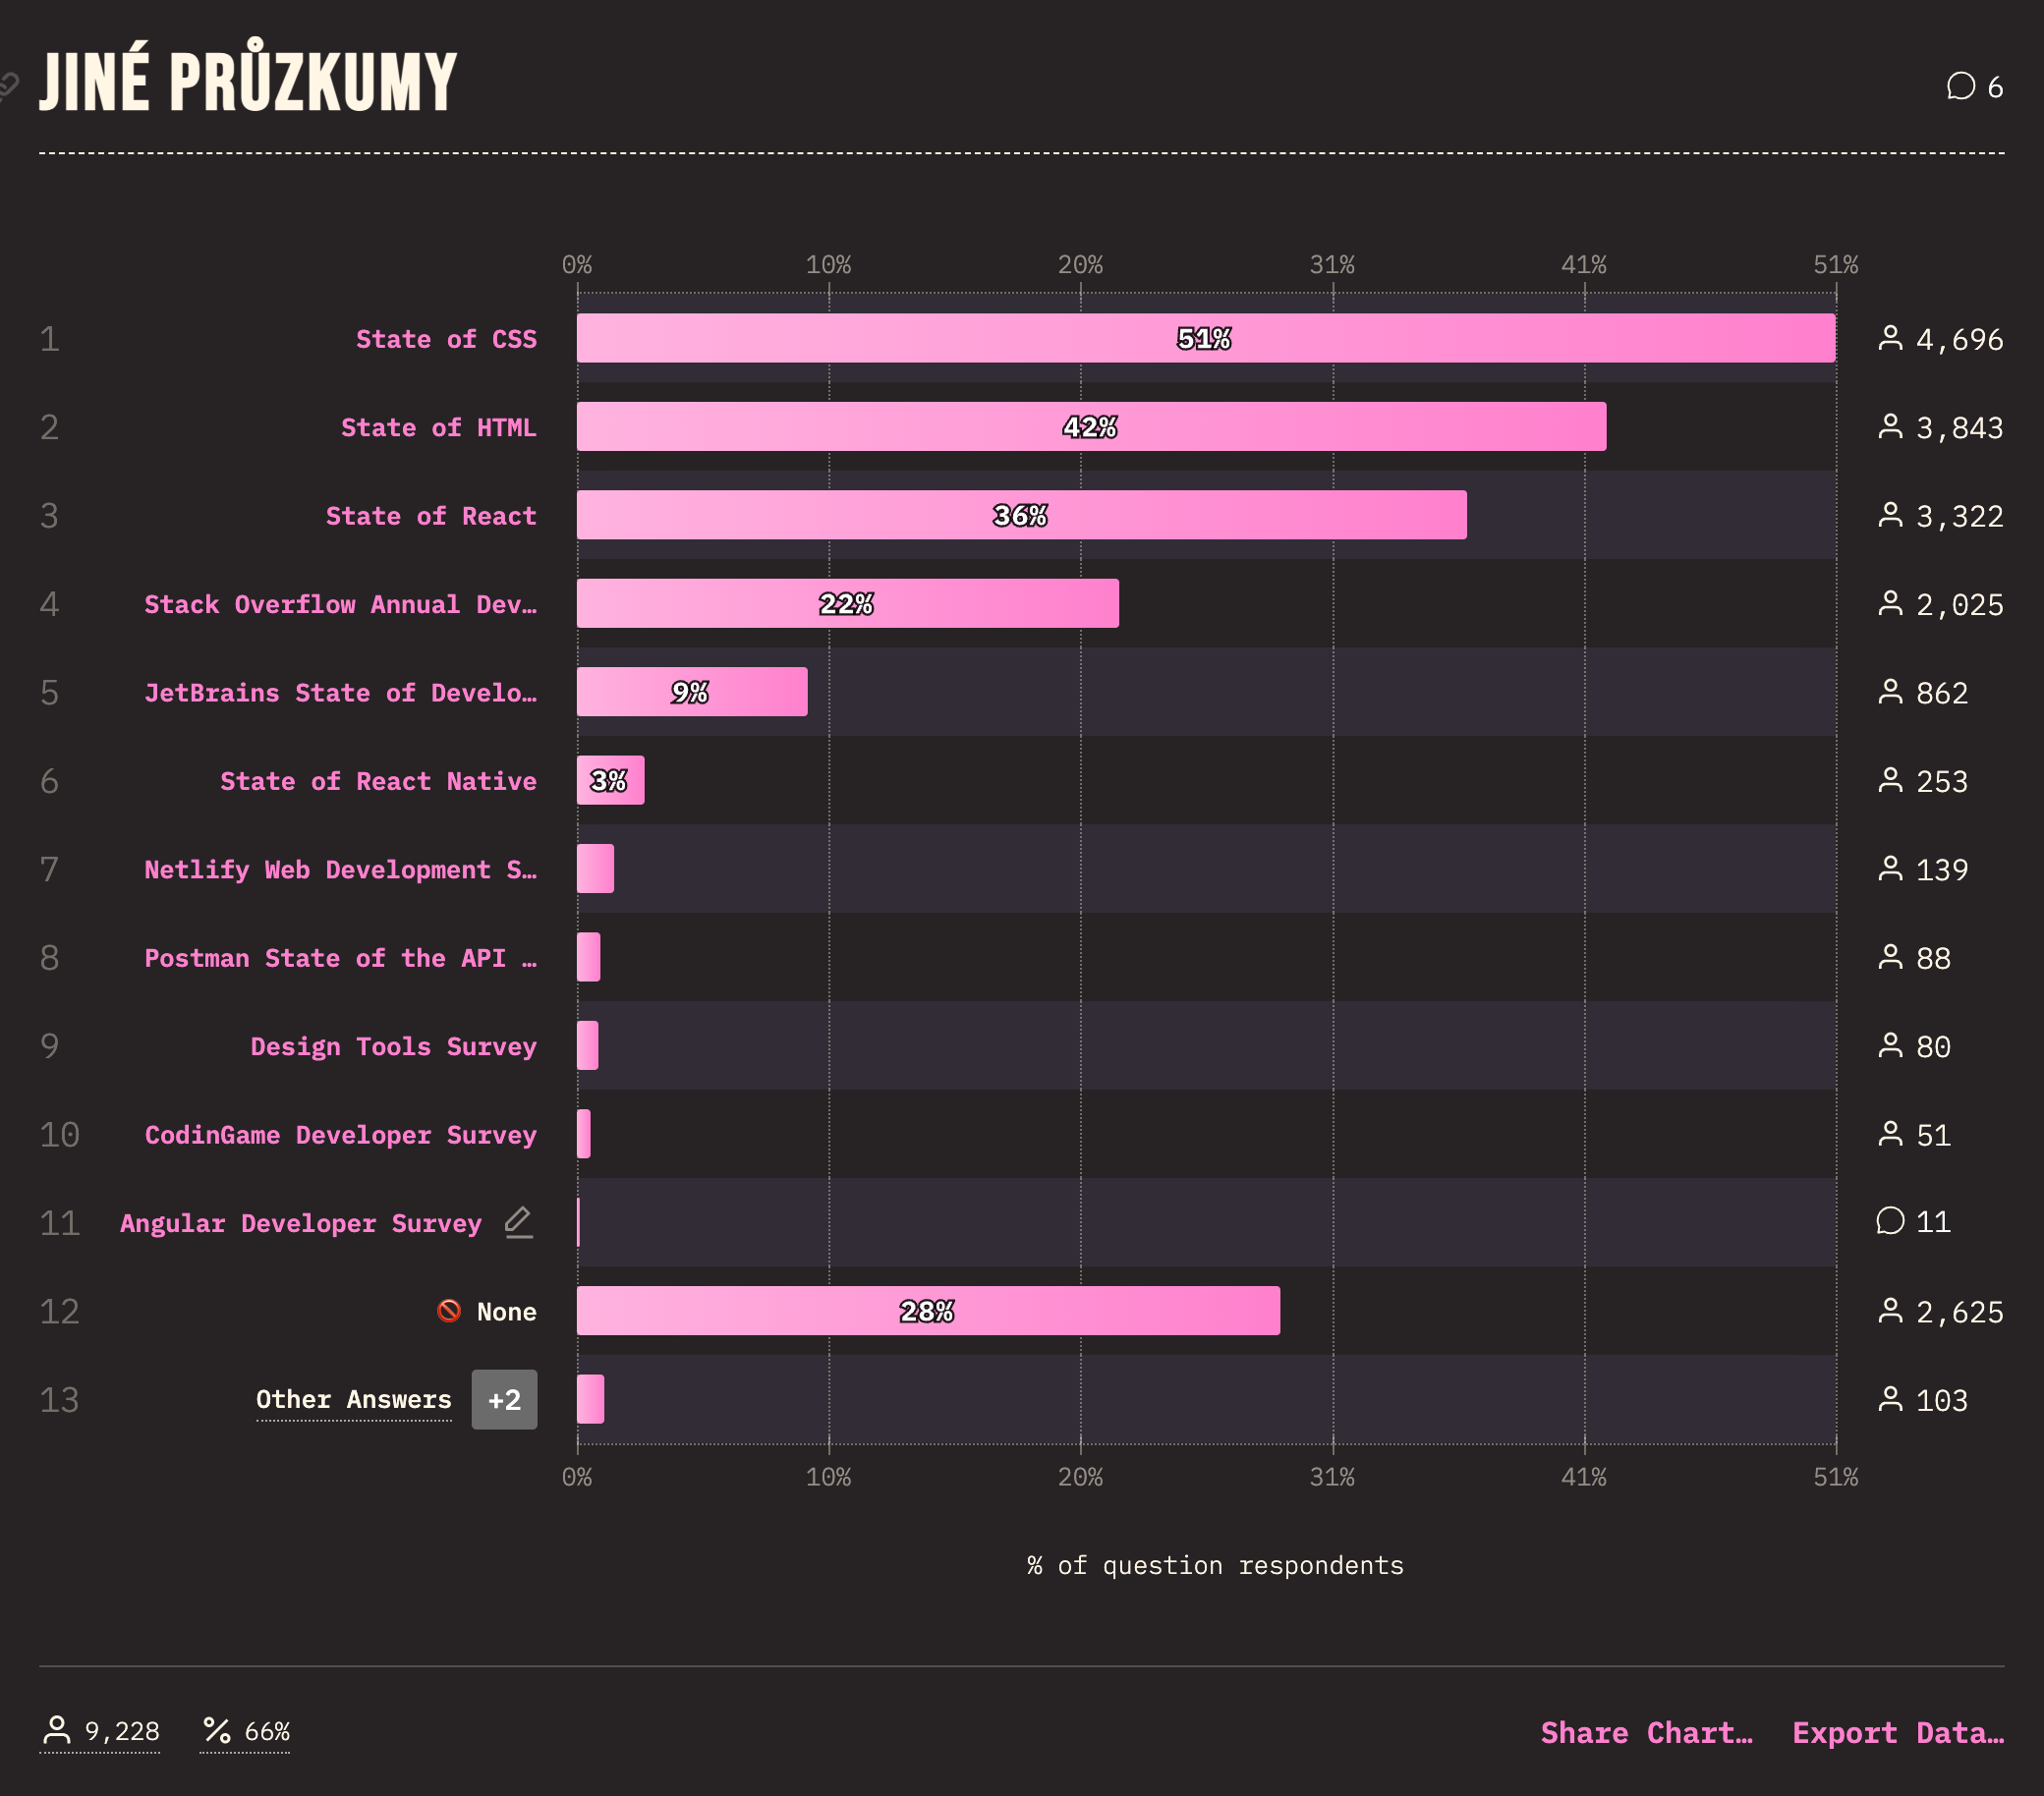 JINÉ PRŮZKUMY
6
0% 10% 20% 31% 41% 51%
1 State of CSS 51% 4,696
2 State of HTML 42% 3,843
3 State of React 36% 3,322
4 Stack Overflow Annual Dev… 22% 2,025
5 JetBrains State of Develo… 9% 862
6 State of React Native 3% 253
7 Netlify Web Development S… 139
8 Postman State of the API … 88
9 Design Tools Survey 80
10 CodinGame Developer Survey 51
11 Angular Developer Survey 11
12 🚫 None 28% 2,625
13 Other Answers +2 103
0% 10% 20% 31% 41% 51%
% of question respondents
9,228 % 66% Share Chart… Export Data…